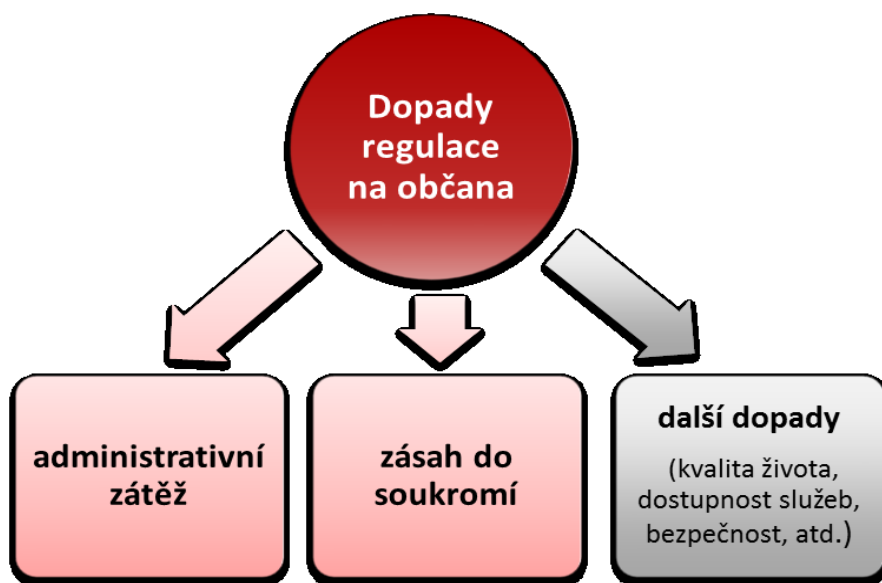 Dopady
regulace
na občana
administrativní
zátěž
zásah do
soukromí
další dopady
(kvalita života,
dostupnost služeb,
bezpečnost, atd.)